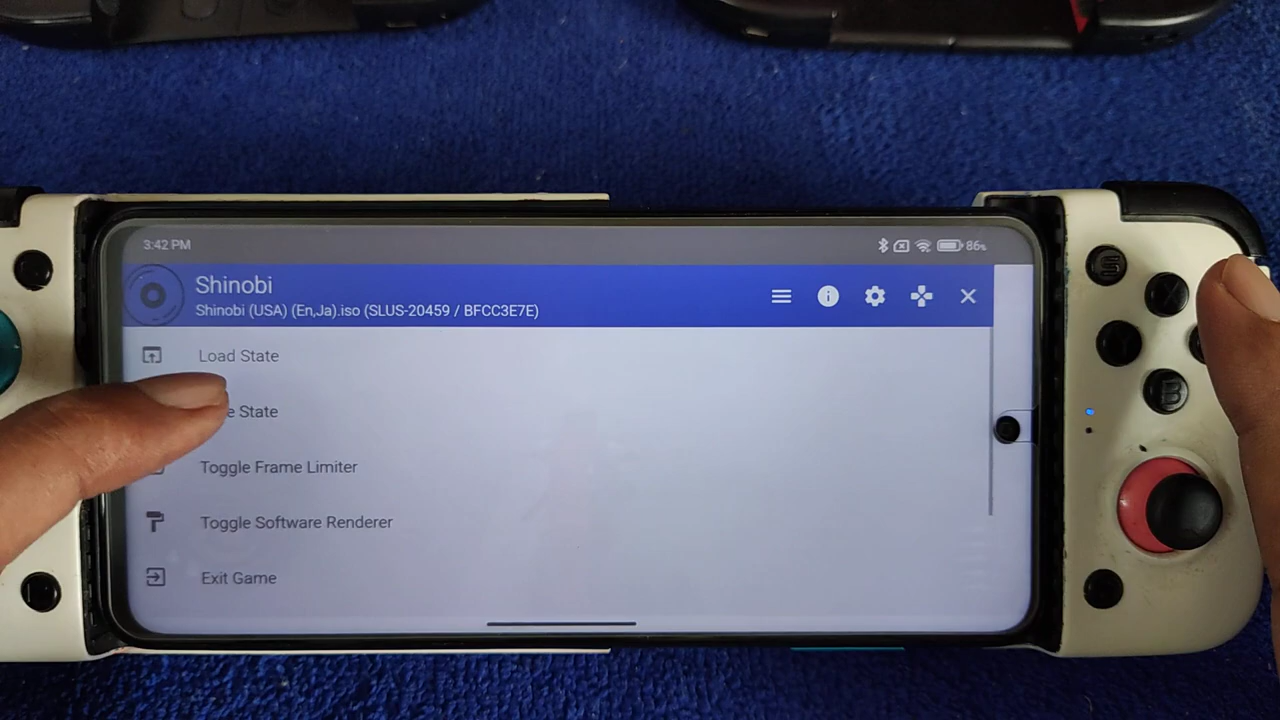 3:42 PM
86%
Shinobi
Shinobi (USA) (En,Ja).iso (SLUS-20459 / BFCC3E7E)
Load State
e State
Toggle Frame Limiter
Toggle Software Renderer
Exit Game
S
X
Y
B